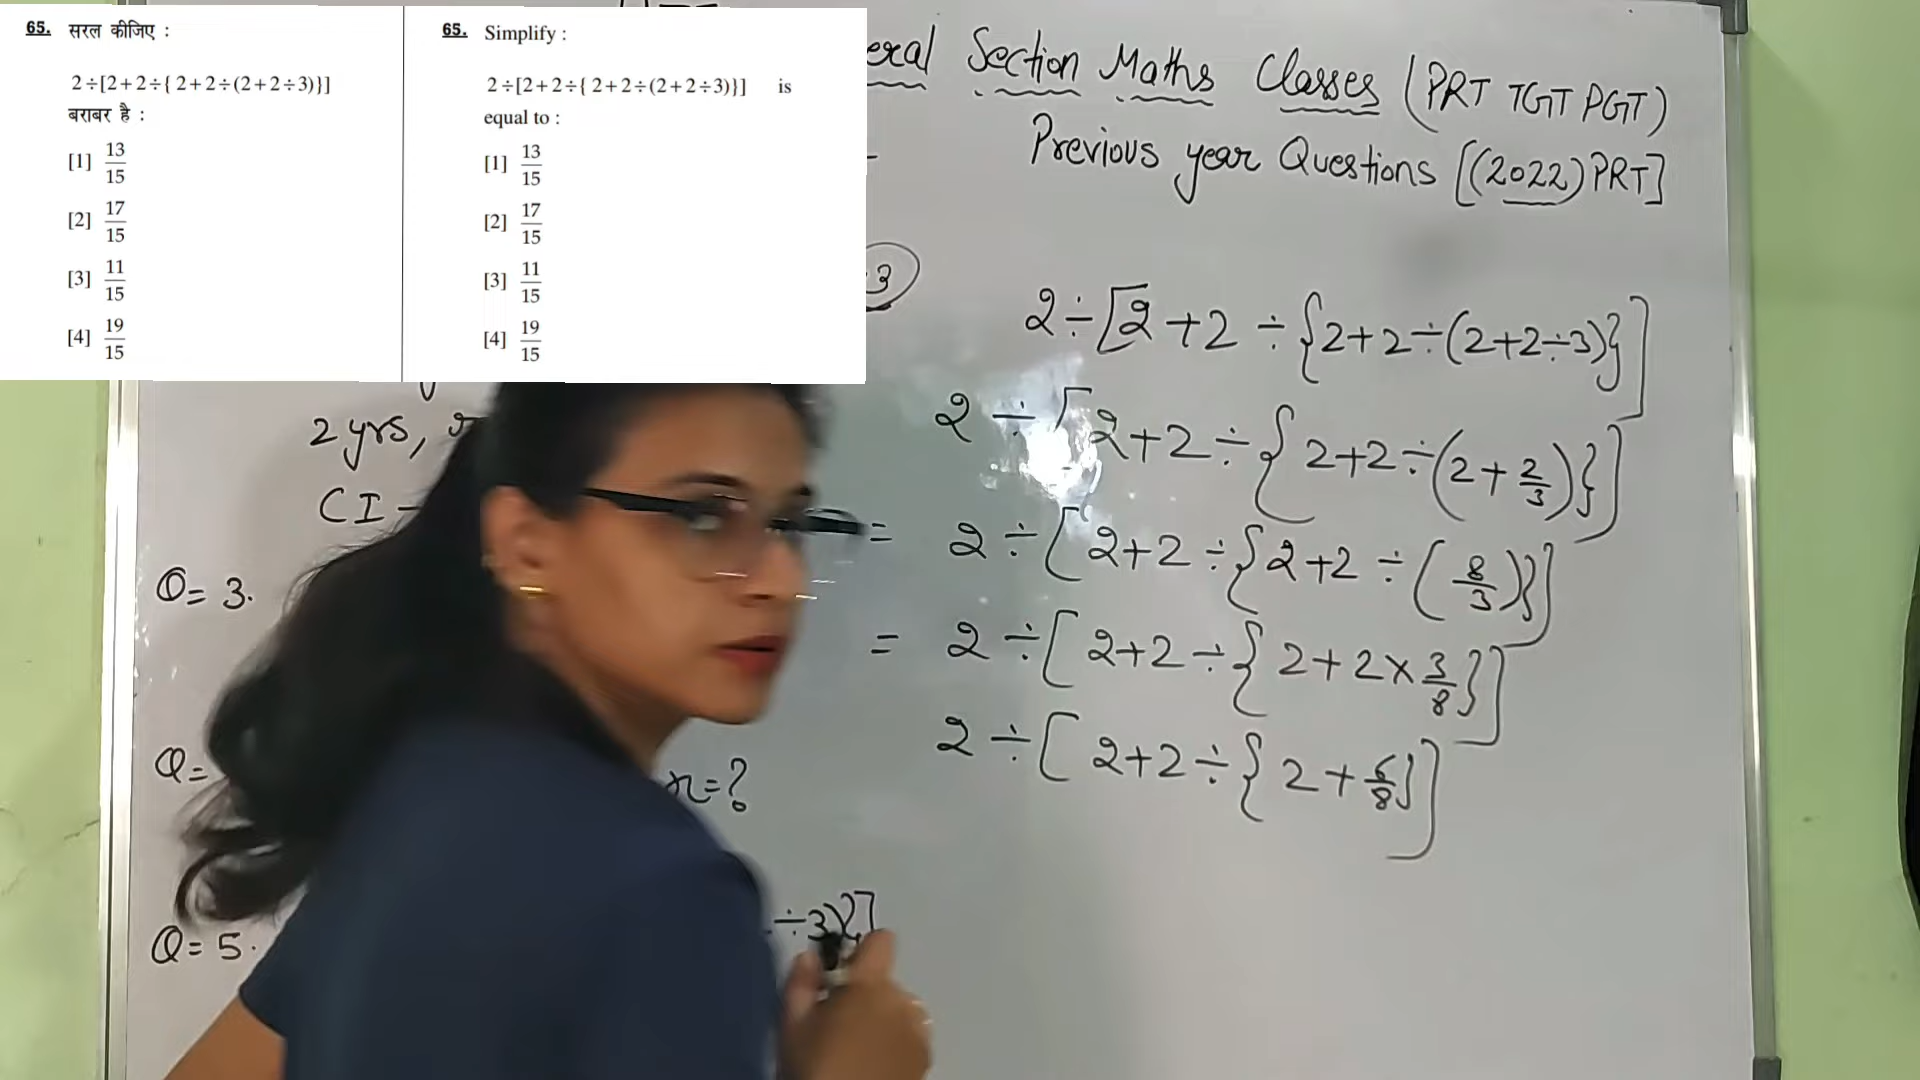 65. सरल कीजिए :
2÷[2+2÷{ 2+2÷(2+2÷3)}]
बराबर है :
[1] 13/15
[2] 17/15
[3] 11/15
[4] 19/15
65. Simplify :
2÷[2+2÷{ 2+2÷(2+2÷3)}] is
equal to :
[1] 13/15
[2] 17/15
[3] 11/15
[4] 19/15
Section Maths Classes (PRT TGT PGT)
Previous year Questions [(2022) PRT]
3
2÷[2+2÷{2+2÷(2+2÷3)}]
2÷[2+2÷{2+2÷(2+2/3)}]
= 2÷[2+2÷{2+2÷(8/3)}]
= 2÷[2+2÷{2+2×3/8}]
2÷[2+2÷{2+6/8}]
2 yrs,
CI -
Q= 3.
Q=
=?
Q= 5.
÷3)}]